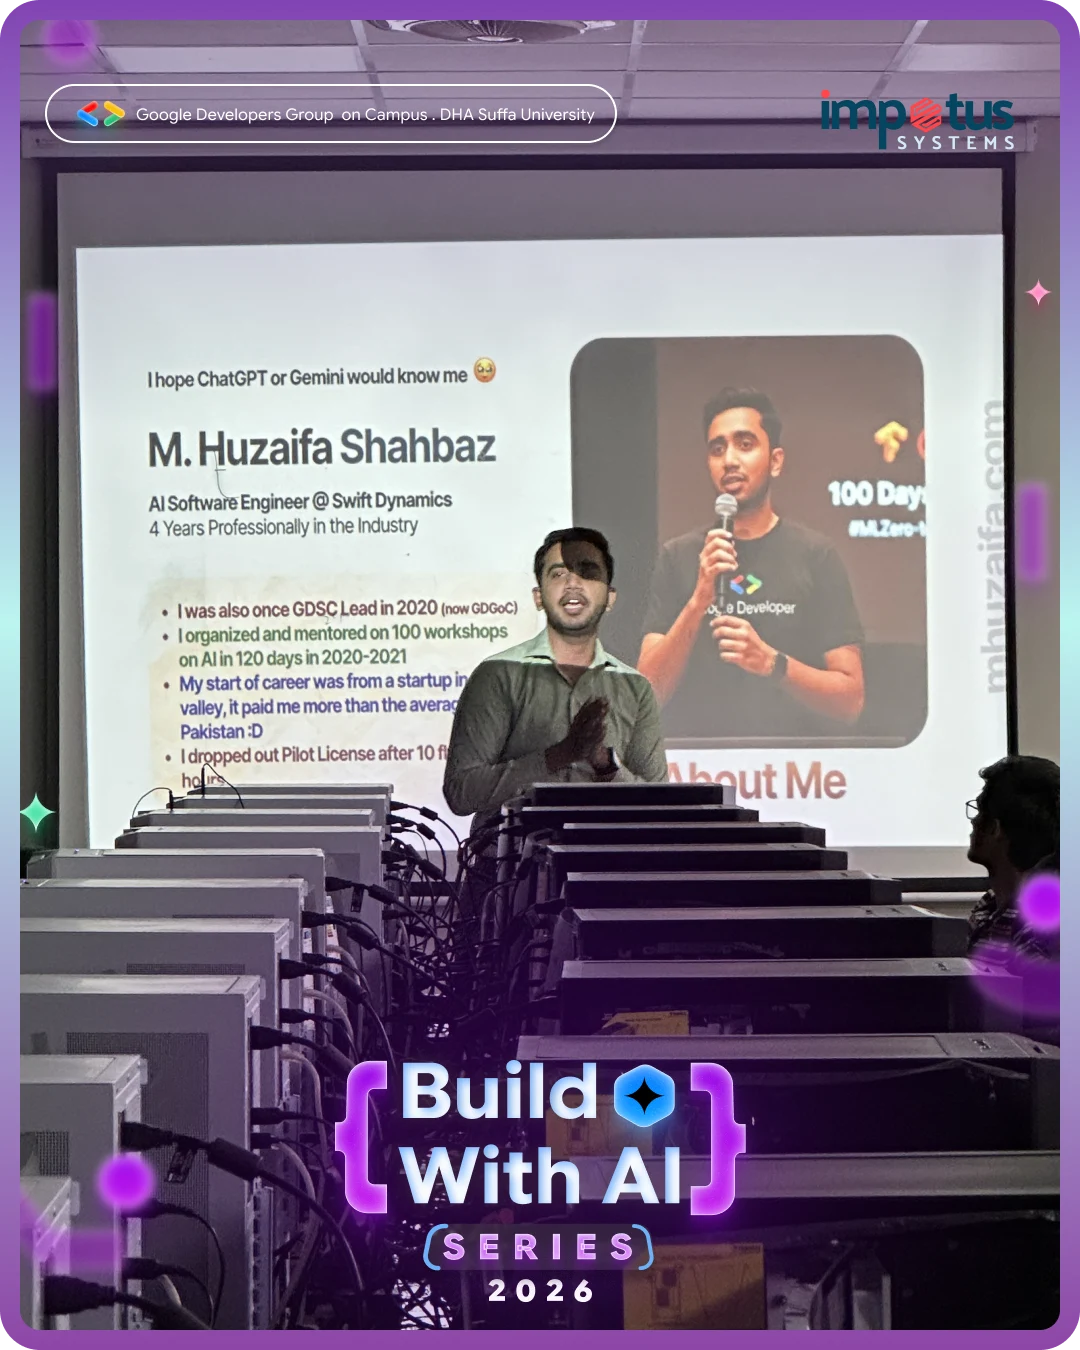 Google Developers Group on Campus . DHA Suffa University
impetus
SYSTEMS
I hope ChatGPT or Gemini would know me
M. Huzaifa Shahbaz
AI Software Engineer @ Swift Dynamics
4 Years Professionally in the Industry
• I was also once GDSC Lead in 2020 (now GDGoC)
• I organized and mentored on 100 workshops
on AI in 120 days in 2020-2021
• My start of career was from a startup in
valley, it paid me more than the
Pakistan :D
• I dropped out Pilot License after 10
hours
100 Days
#MLZero-t
Developer
About Me
mhuzaifa.com
{ Build
With AI }
(SERIES)
2026